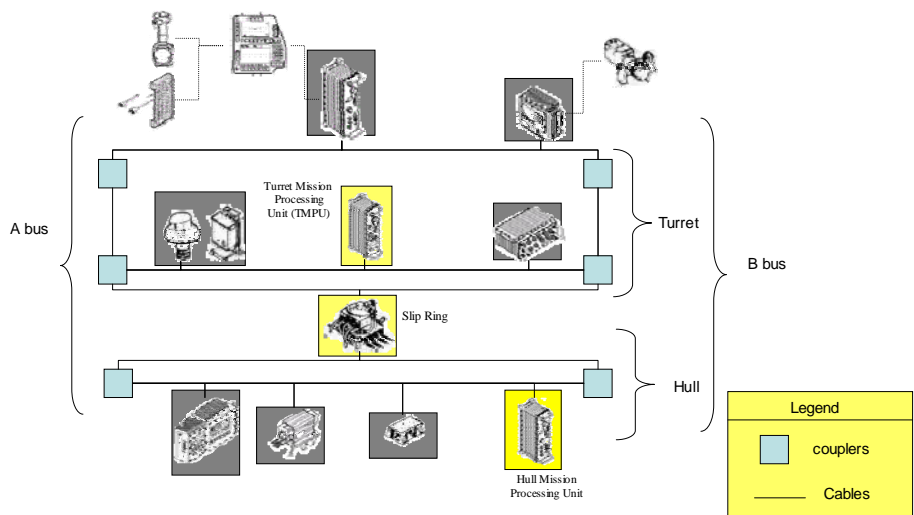 Turret Mission
Processing
Unit (TMPU)
A bus
Turret
B bus
Slip Ring
Hull
Legend
couplers
Hull Mission
Processing Unit
Cables